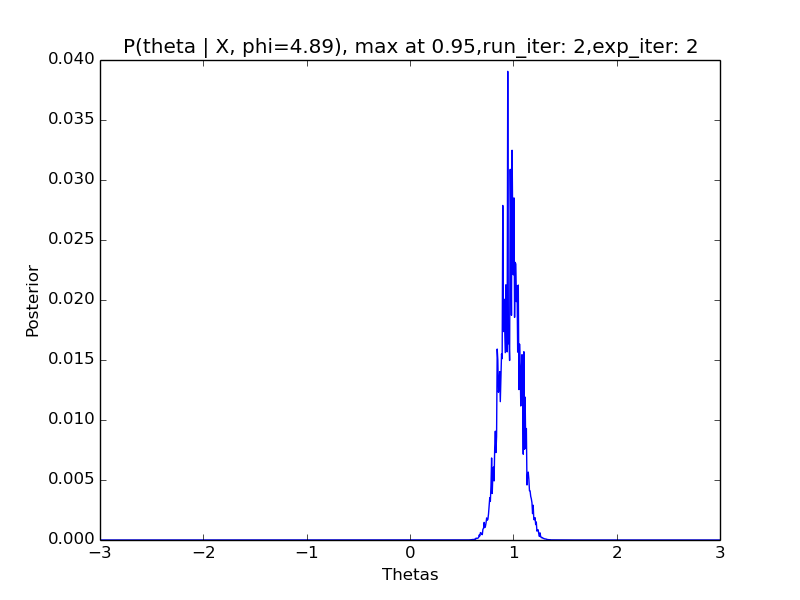 P(theta | X, phi=4.89), max at 0.95,run_iter: 2,exp_iter: 2
0.040
0.035
0.030
0.025
0.020
0.015
0.010
0.005
0.000
Posterior
−3 −2 −1 0 1 2 3
Thetas